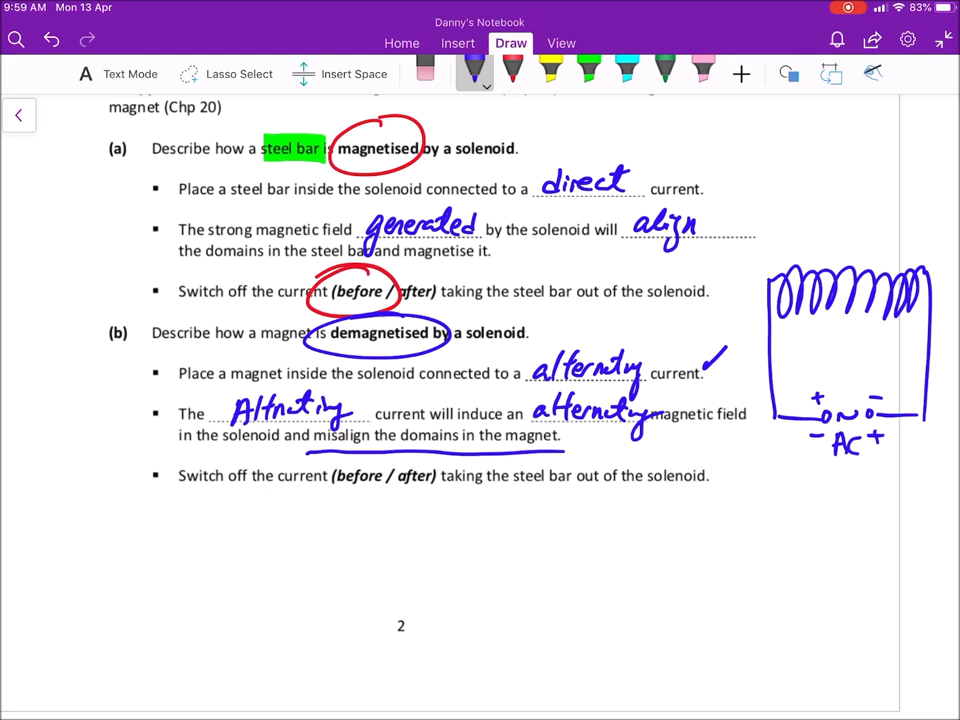 9:59 AM Mon 13 Apr
83%
Danny's Notebook
Home Insert Draw View
A Text Mode Lasso Select Insert Space
magnet (Chp 20)
(a) Describe how a steel bar is magnetised by a solenoid.
▪ Place a steel bar inside the solenoid connected to a direct current.
▪ The strong magnetic field generated by the solenoid will align
the domains in the steel bar and magnetise it.
▪ Switch off the current (before / after) taking the steel bar out of the solenoid.
(b) Describe how a magnet is demagnetised by a solenoid.
▪ Place a magnet inside the solenoid connected to a alternating current.
▪ The Altnating current will induce an alternating magnetic field
in the solenoid and misalign the domains in the magnet.
▪ Switch off the current (before / after) taking the steel bar out of the solenoid.
+ −
− AC +
2